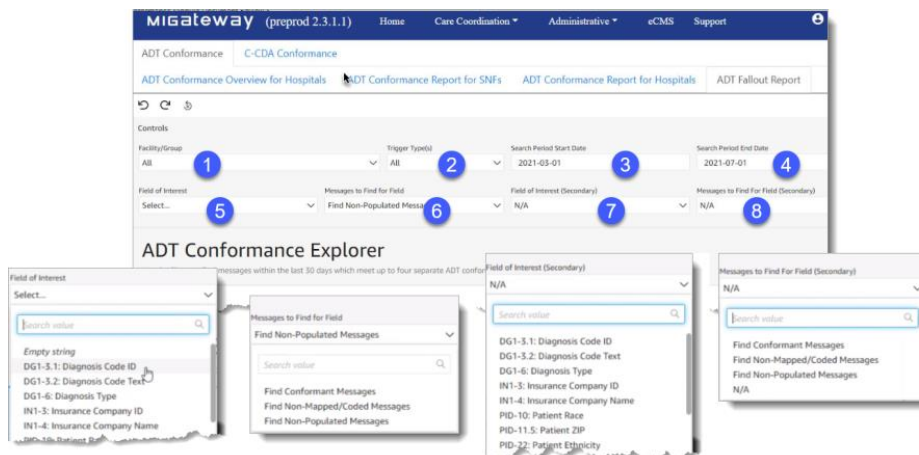 MIGateway (preprod 2.3.1.1) Home Care Coordination Administrative eCMS Support
ADT Conformance C-CDA Conformance
ADT Conformance Overview for Hospitals ADT Conformance Report for SNFs ADT Conformance Report for Hospitals ADT Fallout Report
Controls
Facility/Group Trigger Type(s) Search Period Start Date Search Period End Date
All 1 All 2 2021-03-01 3 2021-07-01 4
Field of Interest Messages to Find for Field Field of Interest (Secondary) Messages to Find For Field (Secondary)
Select... 5 Find Non-Populated 6 N/A 7 N/A 8
ADT Conformance Explorer
messages within the last 30 days which meet up to four separate ADT
Field of Interest
Select...
Search value
Empty string
DG1-3.1: Diagnosis Code ID
DG1-3.2: Diagnosis Code Text
DG1-6: Diagnosis Type
IN1-3: Insurance Company ID
IN1-4: Insurance Company Name
PID-10: Patient
Messages to Find for Field
Find Non-Populated Messages
Search value
Find Conformant Messages
Find Non-Mapped/Coded Messages
Find Non-Populated Messages
Field of Interest (Secondary)
N/A
Search value
DG1-3.1: Diagnosis Code ID
DG1-3.2: Diagnosis Code Text
DG1-6: Diagnosis Type
IN1-3: Insurance Company ID
IN1-4: Insurance Company Name
PID-10: Patient Race
PID-11.5: Patient ZIP
PID-22: Patient Ethnicity
Messages to Find For Field (Secondary)
N/A
Search value
Find Conformant Messages
Find Non-Mapped/Coded Messages
Find Non-Populated Messages
N/A